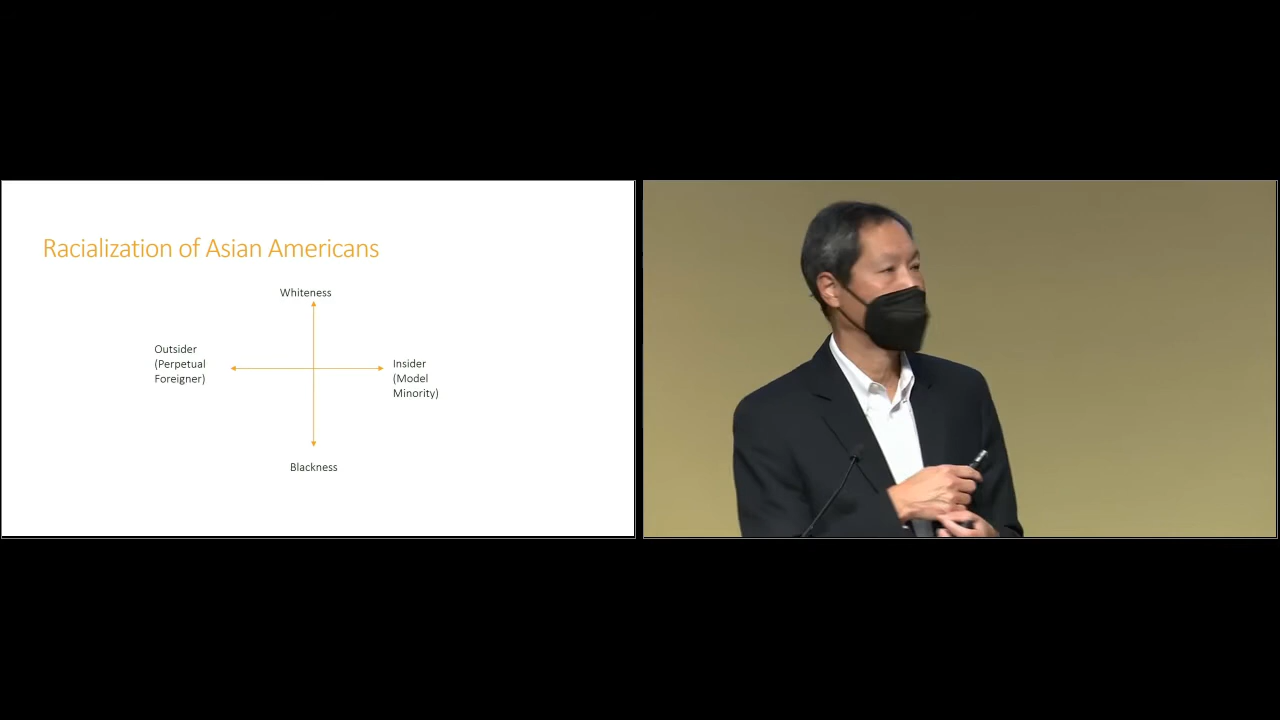 Racialization of Asian Americans
Whiteness
Outsider
(Perpetual
Foreigner)
Insider
(Model
Minority)
Blackness